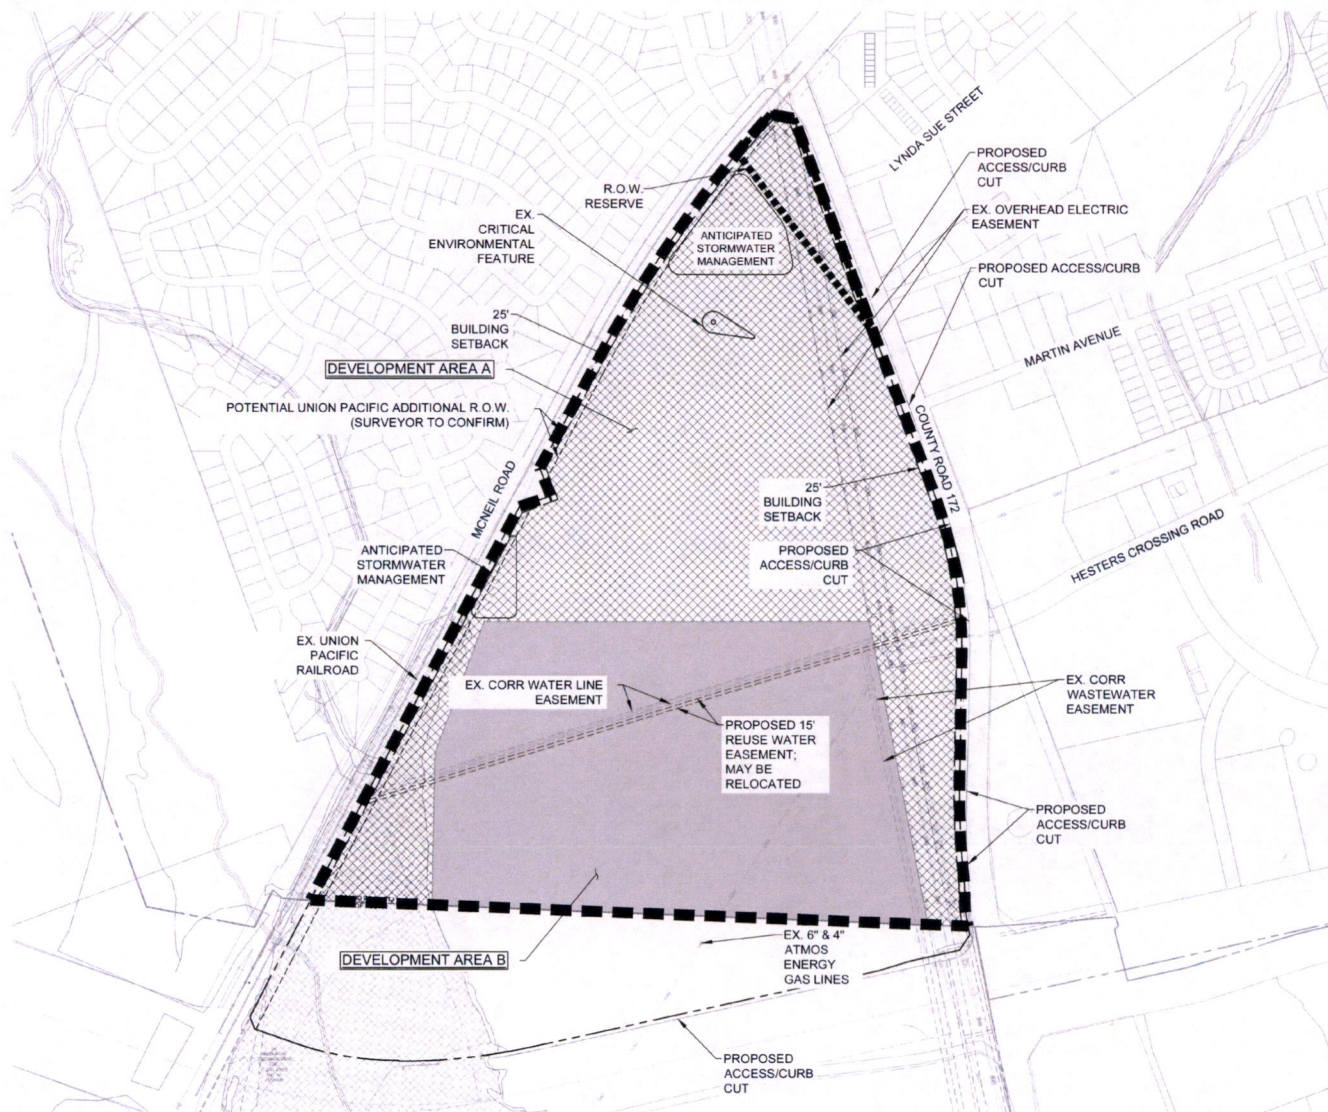 LYNDA SUE STREET
PROPOSED
ACCESS/CURB
CUT
R.O.W.
RESERVE
EX.
CRITICAL
ENVIRONMENTAL
FEATURE
ANTICIPATED
STORMWATER
MANAGEMENT
EX. OVERHEAD ELECTRIC
EASEMENT
PROPOSED ACCESS/CURB
CUT
25'
BUILDING
SETBACK
MARTIN AVENUE
DEVELOPMENT AREA A
POTENTIAL UNION PACIFIC ADDITIONAL R.O.W.
(SURVEYOR TO CONFIRM)
COUNTY ROAD 172
MCNEIL ROAD
25'
BUILDING
SETBACK
HESTERS CROSSING ROAD
ANTICIPATED
STORMWATER
MANAGEMENT
PROPOSED
ACCESS/CURB
CUT
EX. UNION
PACIFIC
RAILROAD
EX. CORR WATER LINE
EASEMENT
EX. CORR
WASTEWATER
EASEMENT
PROPOSED 15'
REUSE WATER
EASEMENT;
MAY BE
RELOCATED
PROPOSED
ACCESS/CURB
CUT
DEVELOPMENT AREA B
EX. 6" & 4"
ATMOS
ENERGY
GAS LINES
PROPOSED
ACCESS/CURB
CUT